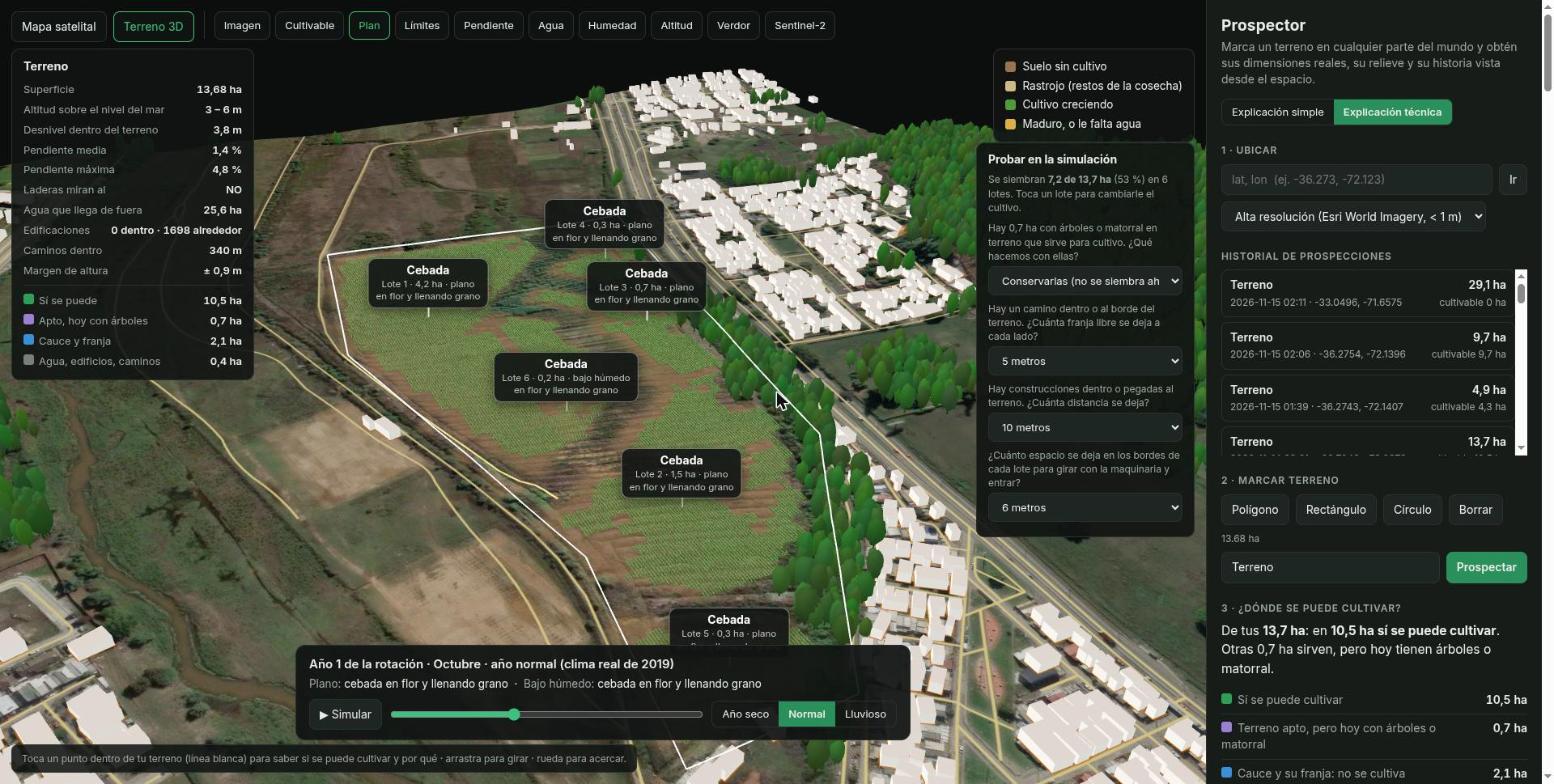 Mapa satelital
Terreno 3D
Imagen
Cultivable
Plan
Límites
Pendiente
Agua
Humedad
Altitud
Verdor
Sentinel-2
Terreno
Superficie 13,68 ha
Altitud sobre el nivel del mar 3 – 6 m
Desnivel dentro del terreno 3,8 m
Pendiente media 1,4 %
Pendiente máxima 4,8 %
Laderas miran al NO
Agua que llega de fuera 25,6 ha
Edificaciones 0 dentro · 1698 alrededor
Caminos dentro 340 m
Margen de altura ± 0,9 m
Sí se puede 10,5 ha
Apto, hoy con árboles 0,7 ha
Cauce y franja 2,1 ha
Agua, edificios, caminos 0,4 ha
Cebada
Lote 4 · 0,3 ha · plano
en flor y llenando grano
Cebada
Lote 1 · 4,2 ha · plano
en flor y llenando grano
Cebada
Lote 3 · 0,7 ha · plano
en flor y llenando grano
Cebada
Lote 6 · 0,2 ha · bajo húmedo
en flor y llenando grano
Cebada
Lote 2 · 1,5 ha · plano
en flor y llenando grano
Cebada
Lote 5 · 0,3 ha · plano
Suelo sin cultivo
Rastrojo (restos de la cosecha)
Cultivo creciendo
Maduro, o le falta agua
Probar en la simulación
Se siembran 7,2 de 13,7 ha (53 %) en 6
lotes. Toca un lote para cambiarle el
cultivo.
Hay 0,7 ha con árboles o matorral en
terreno que sirve para cultivo. ¿Qué
hacemos con ellas?
Conservarlas (no se siembra ah
Hay un camino dentro o al borde del
terreno. ¿Cuánta franja libre se deja a
cada lado?
5 metros
Hay construcciones dentro o pegadas al
terreno. ¿Cuánta distancia se deja?
10 metros
¿Cuánto espacio se deja en los bordes de
cada lote para girar con la maquinaria y
entrar?
6 metros
Año 1 de la rotación · Octubre · año normal (clima real de 2019)
Plano: cebada en flor y llenando grano · Bajo húmedo: cebada en flor y llenando grano
▶ Simular
Año seco
Normal
Lluvioso
Toca un punto dentro de tu terreno (línea blanca) para saber si se puede cultivar y por qué · arrastra para girar · rueda para acercar.
Prospector
Marca un terreno en cualquier parte del mundo y obtén
sus dimensiones reales, su relieve y su historia vista
desde el espacio.
Explicación simple
Explicación técnica
1 · UBICAR
lat, lon (ej. -36.273, -72.123)
Ir
Alta resolución (Esri World Imagery, < 1 m)
HISTORIAL DE PROSPECCIONES
Terreno 29,1 ha
2026-11-15 02:11 · -33.0496, -71.6575 cultivable 0 ha
Terreno 9,7 ha
2026-11-15 02:06 · -36.2754, -72.1396 cultivable 9,7 ha
Terreno 4,9 ha
2026-11-15 01:39 · -36.2743, -72.1407 cultivable 4,3 ha
Terreno 13,7 ha
2 · MARCAR TERRENO
Polígono
Rectángulo
Círculo
Borrar
13.68 ha
Terreno
Prospectar
3 · ¿DÓNDE SE PUEDE CULTIVAR?
De tus 13,7 ha: en 10,5 ha sí se puede cultivar.
Otras 0,7 ha sirven, pero hoy tienen árboles o
matorral.
Sí se puede cultivar 10,5 ha
Terreno apto, pero hoy con árboles o 0,7 ha
matorral
Cauce y su franja: no se cultiva 2,1 ha